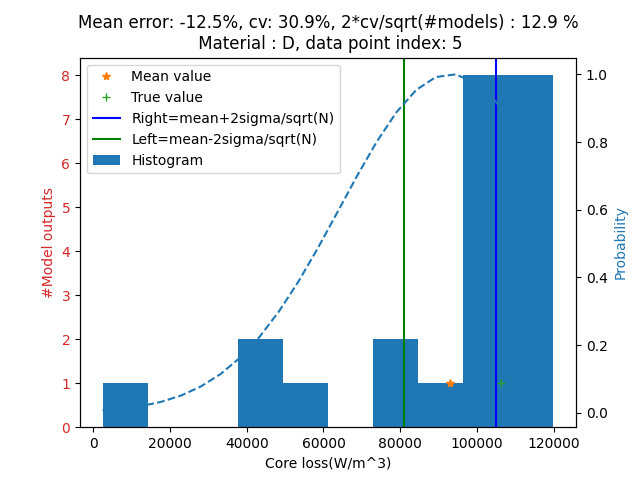 Mean error: -12.5%, cv: 30.9%, 2*cv/sqrt(#models) : 12.9 %
Material : D, data point index: 5
Mean value
True value
Right=mean+2sigma/sqrt(N)
Left=mean-2sigma/sqrt(N)
Histogram
#Model outputs
8
7
6
5
4
3
2
1
0
Probability
1.0
0.8
0.6
0.4
0.2
0.0
0 20000 40000 60000 80000 100000 120000
Core loss(W/m^3)